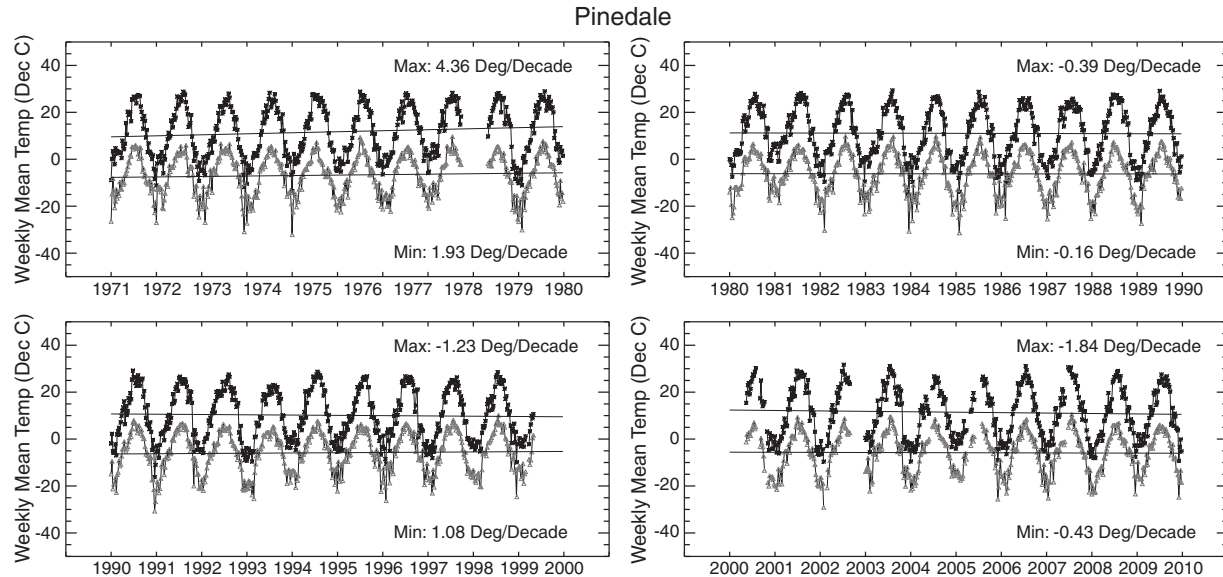 Pinedale
Weekly Mean Temp (Dec C)
40
20
0
-20
-40
Max: 4.36 Deg/Decade
Min: 1.93 Deg/Decade
1971 1972 1973 1974 1975 1976 1977 1978 1979 1980
Weekly Mean Temp (Dec C)
40
20
0
-20
-40
Max: -0.39 Deg/Decade
Min: -0.16 Deg/Decade
1980 1981 1982 1983 1984 1985 1986 1987 1988 1989 1990
Weekly Mean Temp (Dec C)
40
20
0
-20
-40
Max: -1.23 Deg/Decade
Min: 1.08 Deg/Decade
1990 1991 1992 1993 1994 1995 1996 1997 1998 1999 2000
Weekly Mean Temp (Dec C)
40
20
0
-20
-40
Max: -1.84 Deg/Decade
Min: -0.43 Deg/Decade
2000 2001 2002 2003 2004 2005 2006 2007 2008 2009 2010